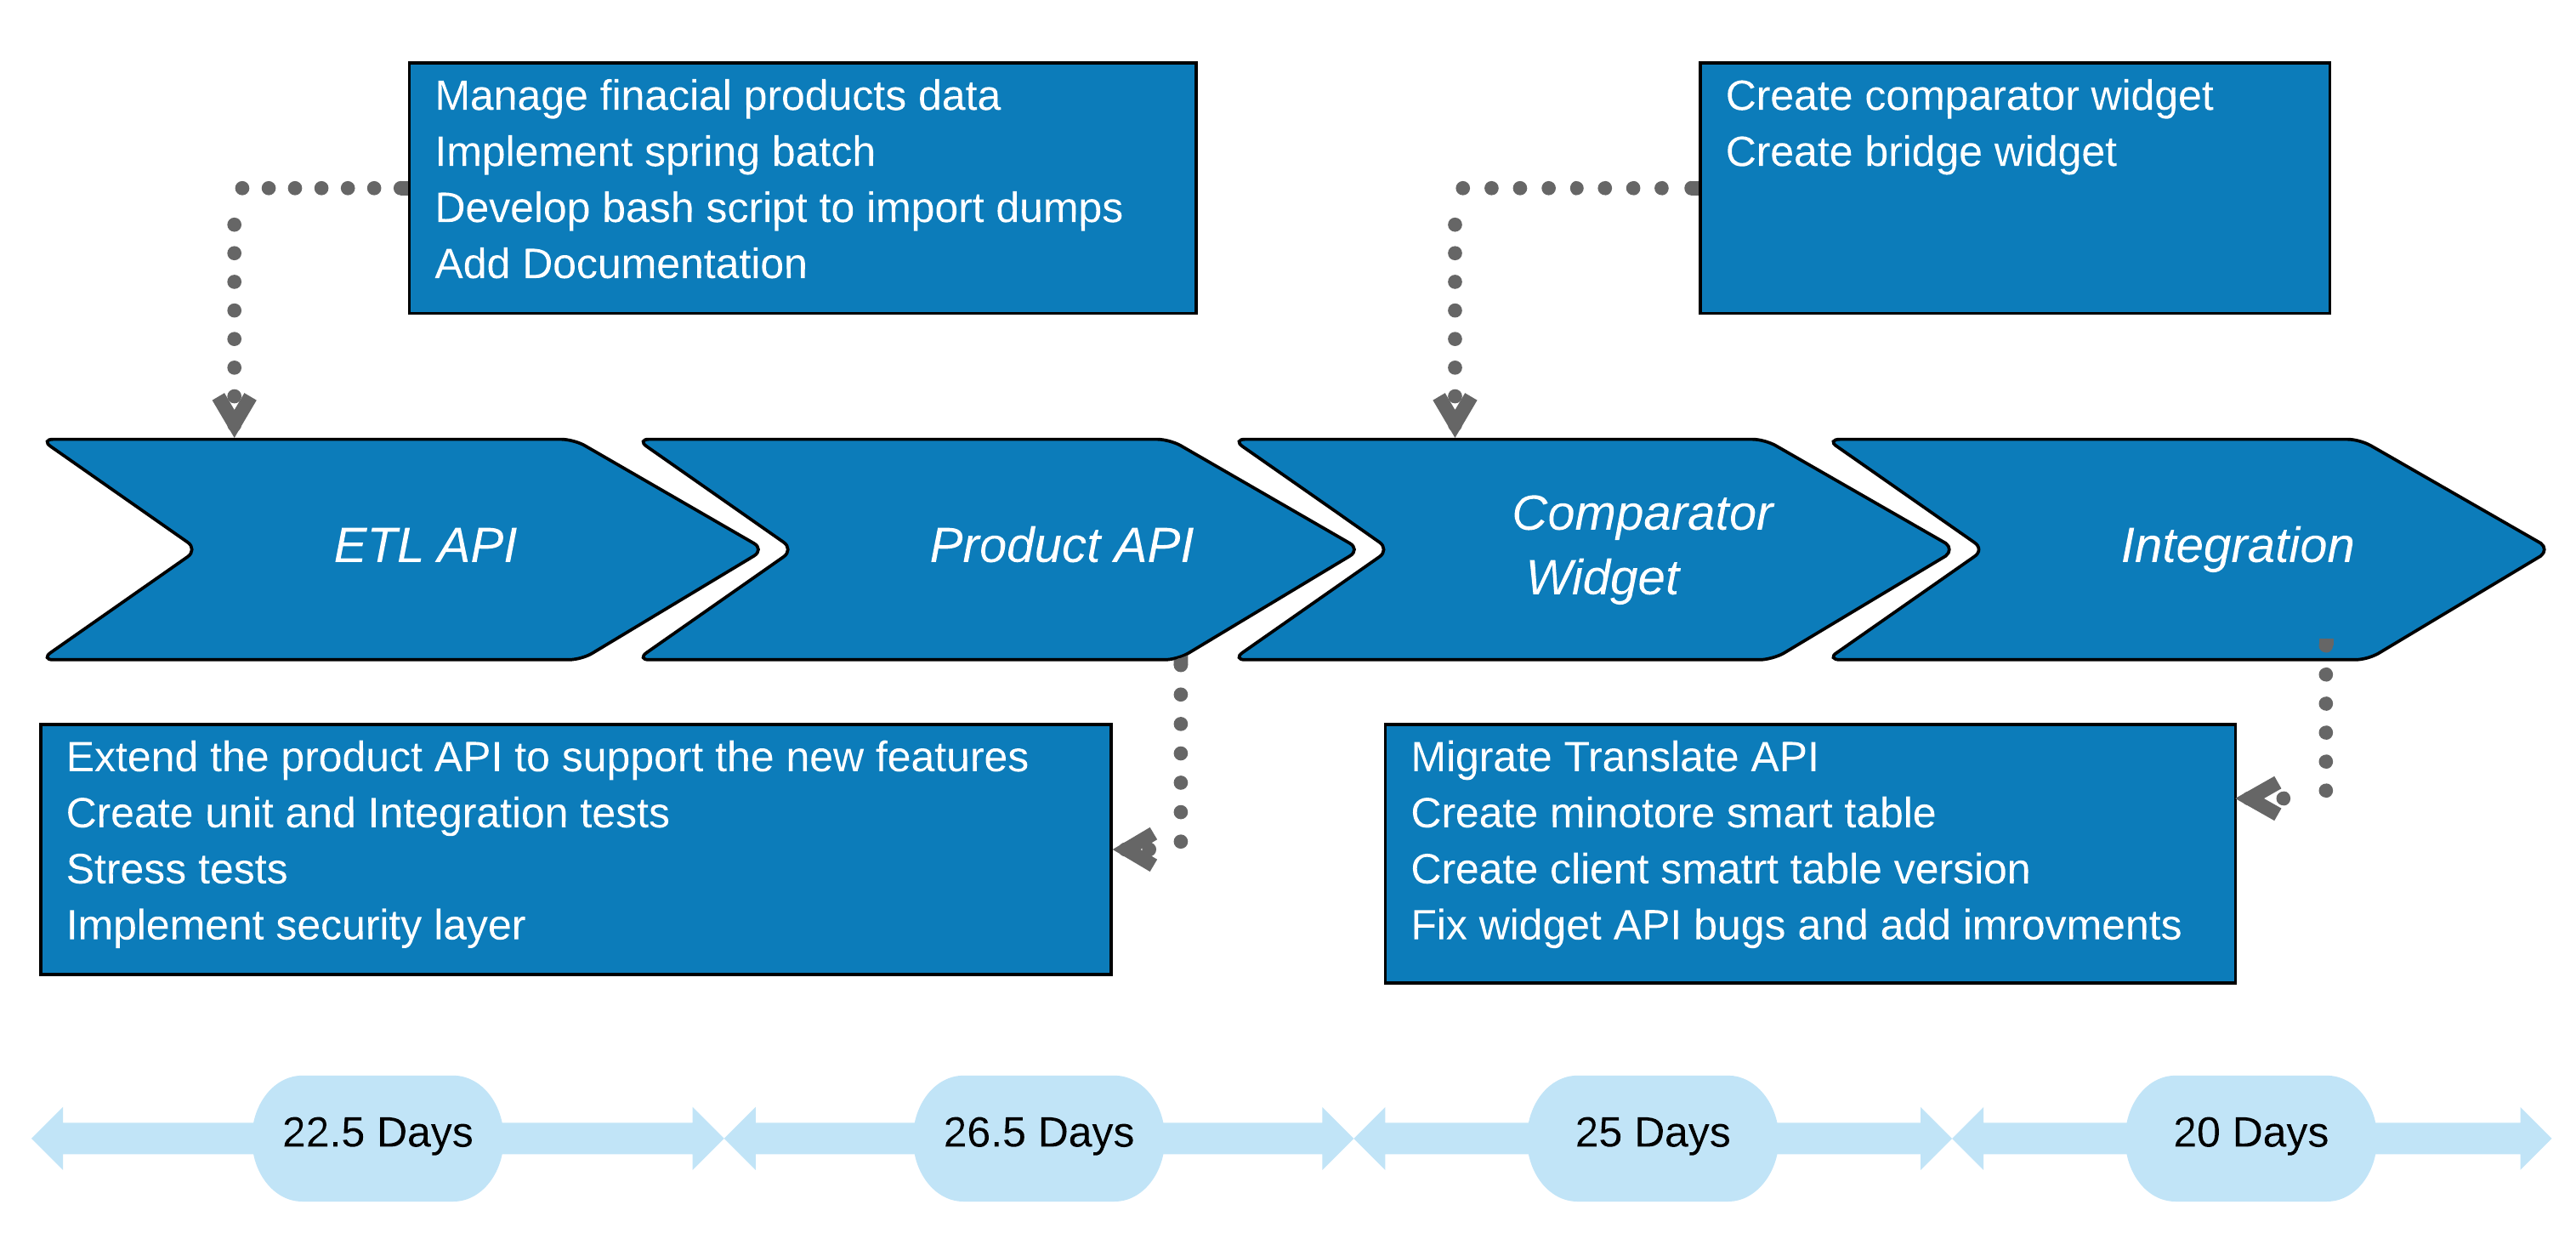 Manage finacial products data
Implement spring batch
Develop bash script to import dumps
Add Documentation
Create comparator widget
Create bridge widget
ETL API
Product API
Comparator
Widget
Integration
Extend the product API to support the new features
Create unit and Integration tests
Stress tests
Implement security layer
Migrate Translate API
Create minotore smart table
Create client smatrt table version
Fix widget API bugs and add imrovments
22.5 Days
26.5 Days
25 Days
20 Days